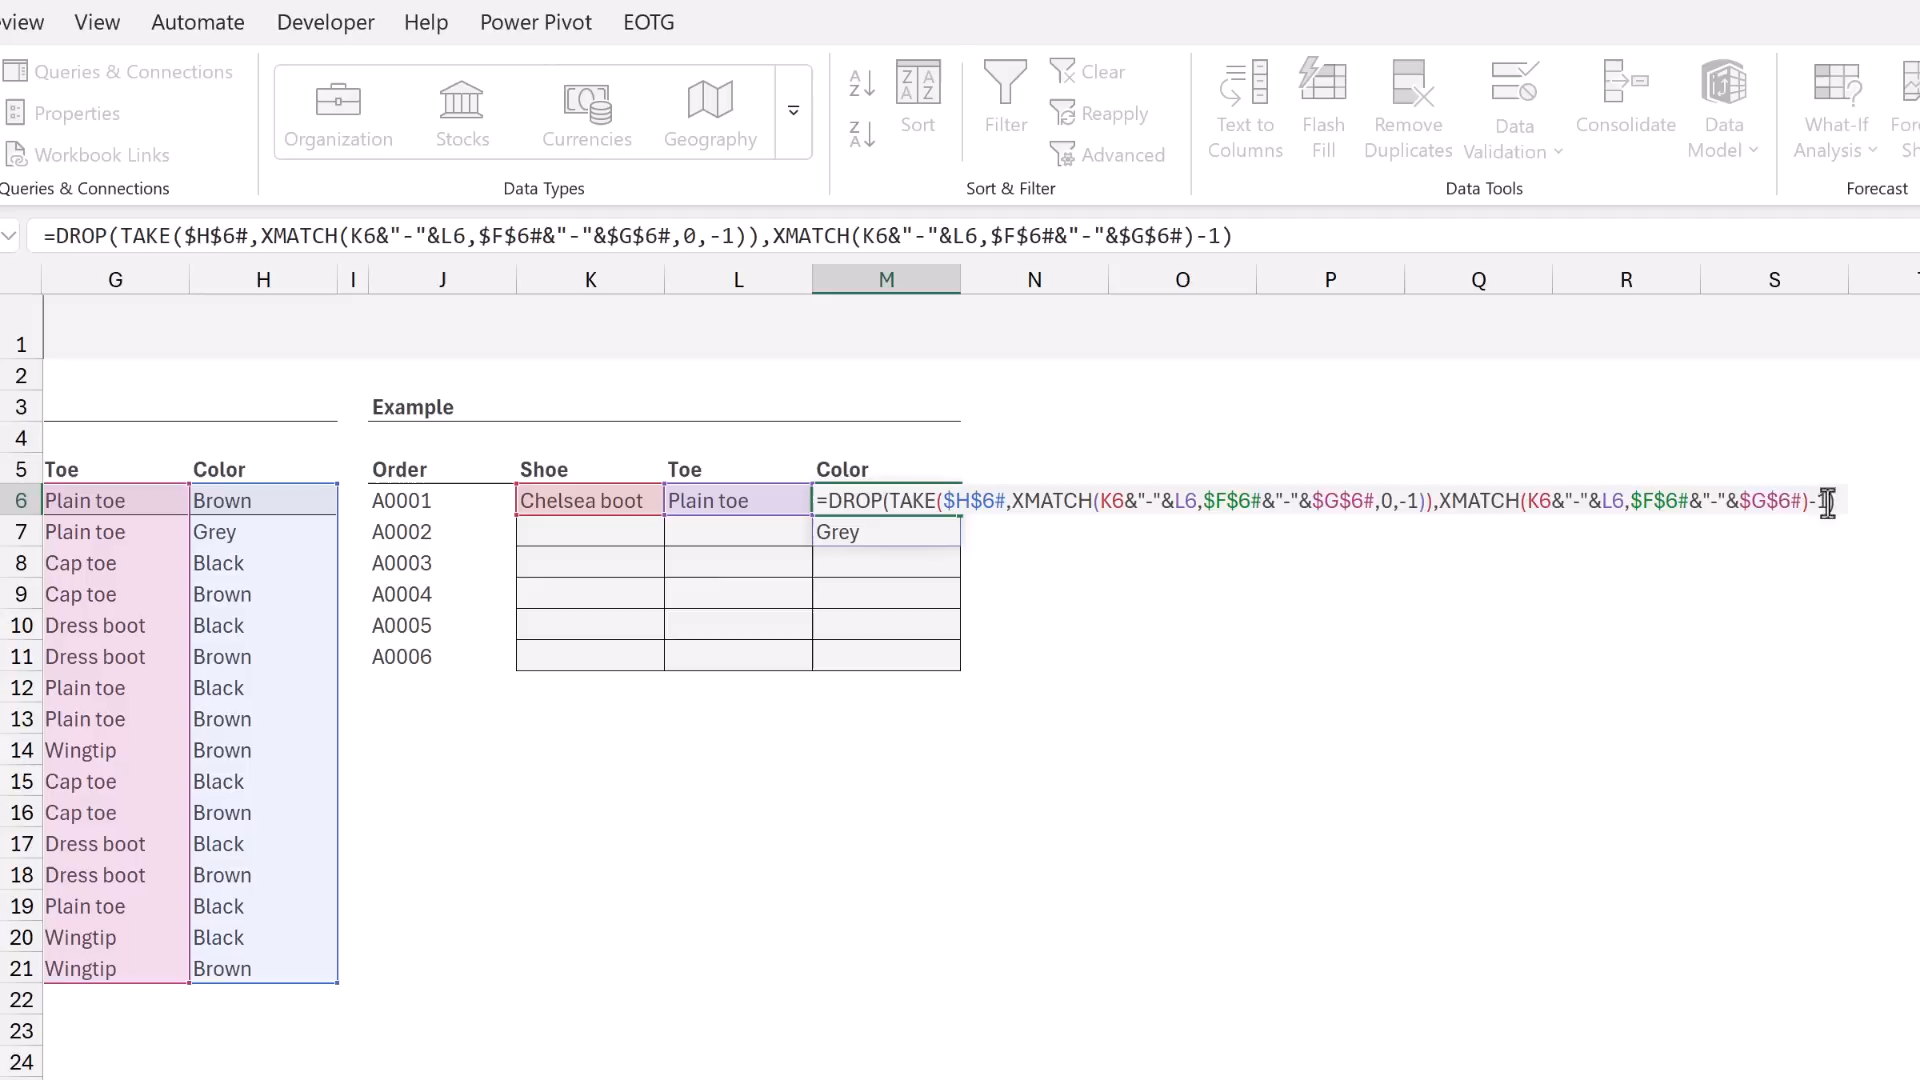 view View Automate Developer Help Power Pivot EOTG
Queries & Connections
Properties
Workbook Links
Queries & Connections
Organization Stocks Currencies Geography
Data Types
Sort
Filter
Clear
Reapply
Advanced
Sort & Filter
Text to Columns
Flash Fill
Remove Duplicates
Data Validation
Consolidate
Data Model
Data Tools
What-If Analysis
Fore
Sh
Forecast
=DROP(TAKE($H$6#,XMATCH(K6&"-"&L6,$F$6#&"-"&$G$6#,0,-1)),XMATCH(K6&"-"&L6,$F$6#&"-"&$G$6#)-1)
G H I J K L M N O P Q R S
1
2
3 Example
4
5 Toe Color Order Shoe Toe Color
6 Plain toe Brown A0001 Chelsea boot Plain toe =DROP(TAKE($H$6#,XMATCH(K6&"-"&L6,$F$6#&"-"&$G$6#,0,-1)),XMATCH(K6&"-"&L6,$F$6#&"-"&$G$6#)-1)
7 Plain toe Grey A0002 Grey
8 Cap toe Black A0003
9 Cap toe Brown A0004
10 Dress boot Black A0005
11 Dress boot Brown A0006
12 Plain toe Black
13 Plain toe Brown
14 Wingtip Brown
15 Cap toe Black
16 Cap toe Brown
17 Dress boot Black
18 Dress boot Brown
19 Plain toe Black
20 Wingtip Black
21 Wingtip Brown
22
23
24